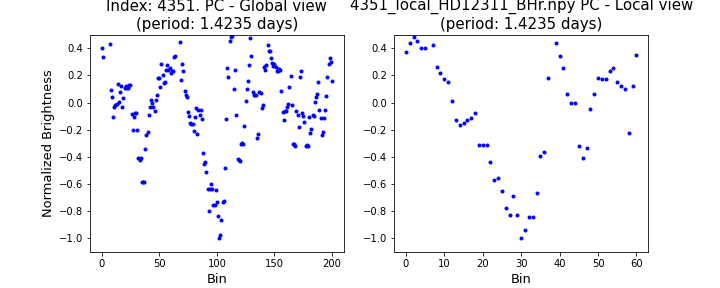 Index: 4351. PC - Global view
(period: 1.4235 days)
4351_local_HD12311_BHr.npy PC - Local view
(period: 1.4235 days)
Normalized Brightness
0.4
0.2
0.0
−0.2
−0.4
−0.6
−0.8
−1.0
0 50 100 150 200
Bin
0.4
0.2
0.0
−0.2
−0.4
−0.6
−0.8
−1.0
0 10 20 30 40 50 60
Bin